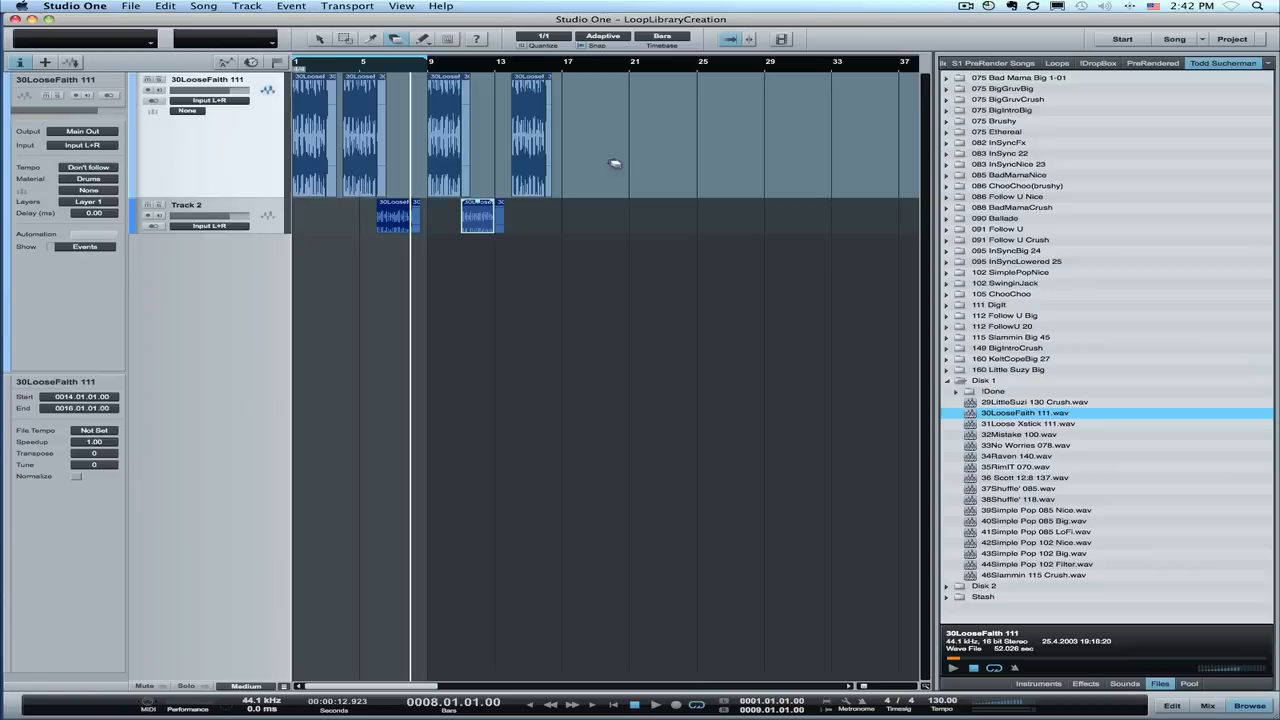 Studio One File Edit Song Track Event Transport View Help
2:42 PM
Studio One — LoopLibraryCreation
1/1 Adaptive Bars
Quantize Snap Timebase
Start Song Project
30LooseFaith 111
30LooseFaith 111
Input L+R
None
Track 2
Input L+R
Output Main Out
Input Input L+R
Tempo Don't follow
Material Drums
None
Layers Layer 1
Delay (ms) 0.00
Automation
Show Events
1 5 9 13 17 21 25 29 33 37
4/4
30LooseFaith 111
Start 0014.01.01.00
End 0016.01.01.00
File Tempo Not Set
Speedup 1.00
Transpose 0
Tune 0
Normalize
S1 PreRender Songs Loops !DropBox PreRendered Todd Sucherman
075 Bad Mama Big 1-01
075 BigGruvBig
075 BigGruvCrush
075 BigIntroBig
075 Brushy
075 Ethereal
082 InSyncFx
083 InSync 22
083 InSyncNice 23
085 BadMamaNice
086 ChooChoo(brushy)
086 Follow U Nice
088 BadMamaCrush
090 Ballade
091 Follow U
091 Follow U Crush
095 InSyncBig 24
095 InSyncLowered 25
102 SimplePopNice
102 SwinginJack
105 ChooChoo
111 DigIt
112 Follow U Big
112 FollowU 20
115 Slammin Big 45
149 BigIntroCrush
160 KeltCopeBig 27
160 Little Suzy Big
Disk 1
!Done
29LittleSuzi 130 Crush.wav
30LooseFaith 111.wav
31Loose Xstick 111.wav
32Mistake 100.wav
33No Worries 078.wav
34Raven 140.wav
35RimIT 070.wav
36 Scott 12:8 137.wav
37Shuffle' 085.wav
38Shuffle' 118.wav
39Simple Pop 085 Nice.wav
40Simple Pop 085 Big.wav
41Simple Pop 085 LoFi.wav
42Simple Pop 102 Nice.wav
43Simple Pop 102 Big.wav
44Simple Pop 102 Filter.wav
46Slammin 115 Crush.wav
Disk 2
Stash
30LooseFaith 111
44.1 kHz, 16 bit Stereo 25.4.2003 19:18:20
Wave File 52.026 sec
Instruments Effects Sounds Files Pool
Mute Solo Medium
MIDI Performance
44.1 kHz
0.0 ms
00:00:12.923
Seconds
0008.01.01.00
Bars
0001.01.01.00
0009.01.01.00
Metronome
4 / 4
Timesig
130.00
Tempo
Edit Mix Browse